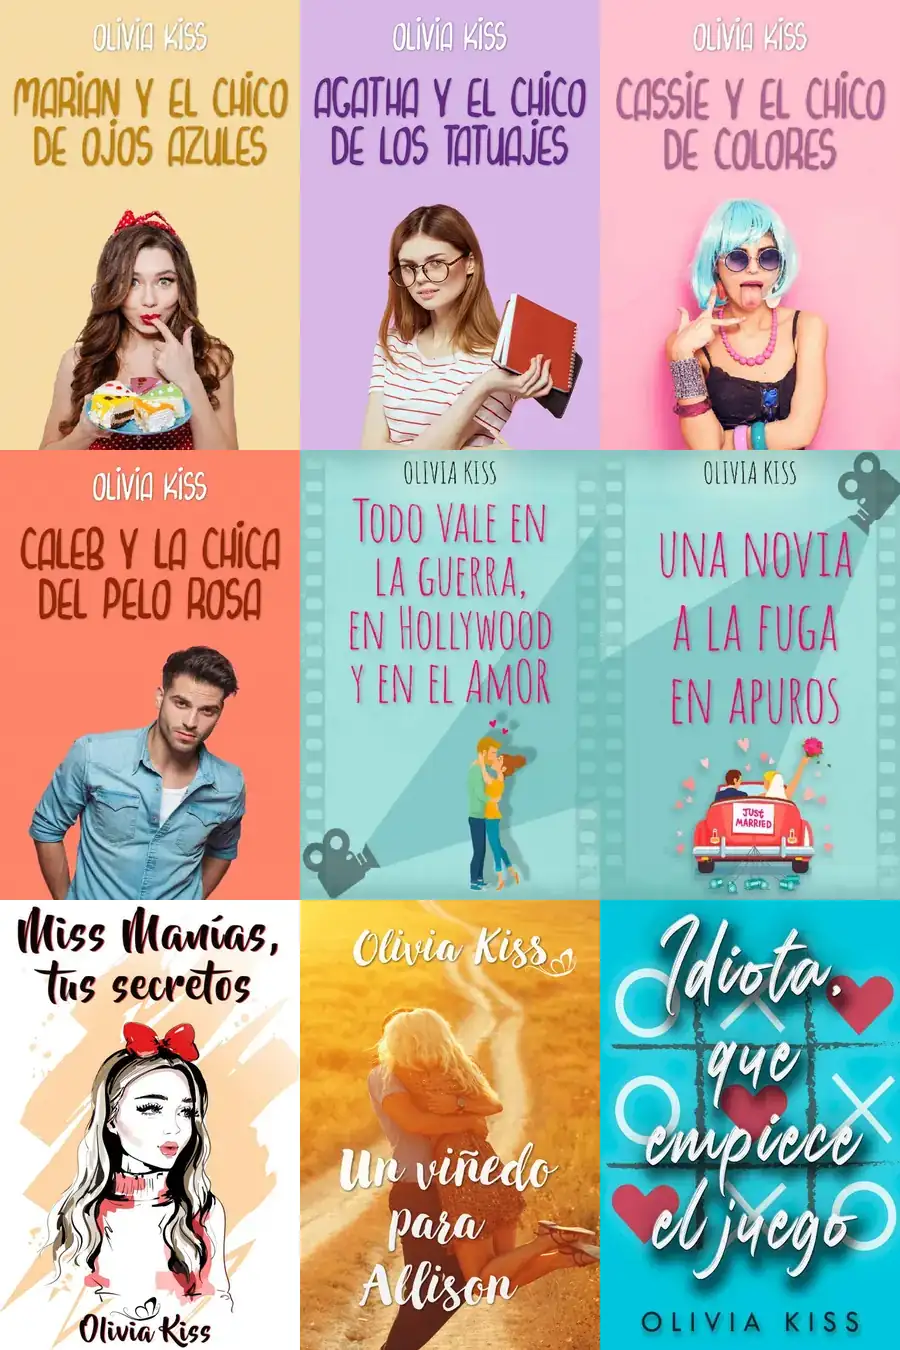 OLIVIA KISS
MARIAN Y EL CHICO
DE OJOS AZULES
OLIVIA KISS
AGATHA Y EL CHICO
DE LOS TATUAJES
OLIVIA KISS
CASSIE Y EL CHICO
DE COLORES
OLIVIA KISS
CALEB Y LA CHICA
DEL PELO ROSA
OLIVIA KISS
TODO VALE EN
LA GUERRA,
EN HOLLYWOOD
Y EN EL AMOR
OLIVIA KISS
UNA NOVIA
A LA FUGA
EN APUROS
JUST
MARRIED
Miss Manías,
tus secretos
Olivia Kiss
Olivia Kiss
Un viñedo
para
Allison
Idiota,
que
empiece
el juego
OLIVIA KISS